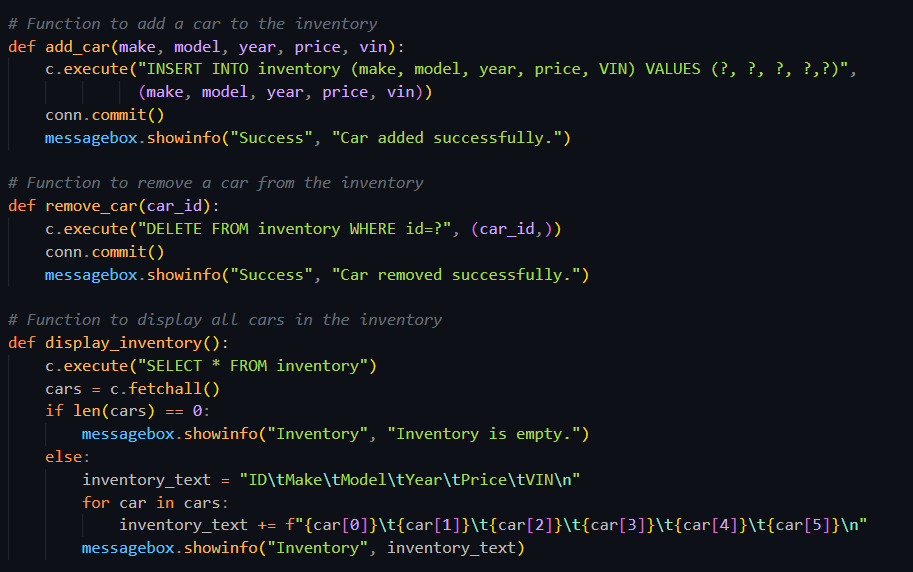 # Function to add a car to the inventory
def add_car(make, model, year, price, vin):
    c.execute("INSERT INTO inventory (make, model, year, price, VIN) VALUES (?, ?, ?, ?,?)",
              (make, model, year, price, vin))
    conn.commit()
    messagebox.showinfo("Success", "Car added successfully.")

# Function to remove a car from the inventory
def remove_car(car_id):
    c.execute("DELETE FROM inventory WHERE id=?", (car_id,))
    conn.commit()
    messagebox.showinfo("Success", "Car removed successfully.")

# Function to display all cars in the inventory
def display_inventory():
    c.execute("SELECT * FROM inventory")
    cars = c.fetchall()
    if len(cars) == 0:
        messagebox.showinfo("Inventory", "Inventory is empty.")
    else:
        inventory_text = "ID\tMake\tModel\tYear\tPrice\tVIN\n"
        for car in cars:
            inventory_text += f"{car[0]}\t{car[1]}\t{car[2]}\t{car[3]}\t{car[4]}\t{car[5]}\n"
        messagebox.showinfo("Inventory", inventory_text)